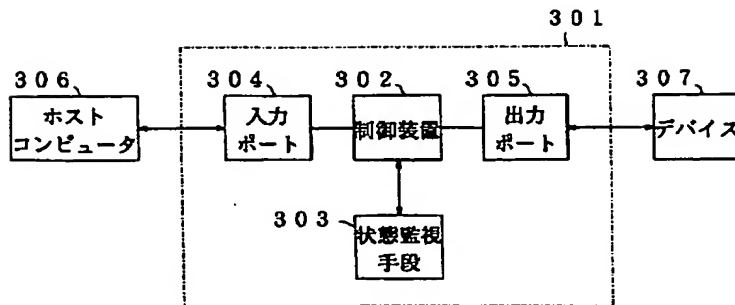 301
306
304
302
305
307
ホスト
コンピュータ
入力
ポート
制御装置
出力
ポート
デバイス
303
状態監視
手段